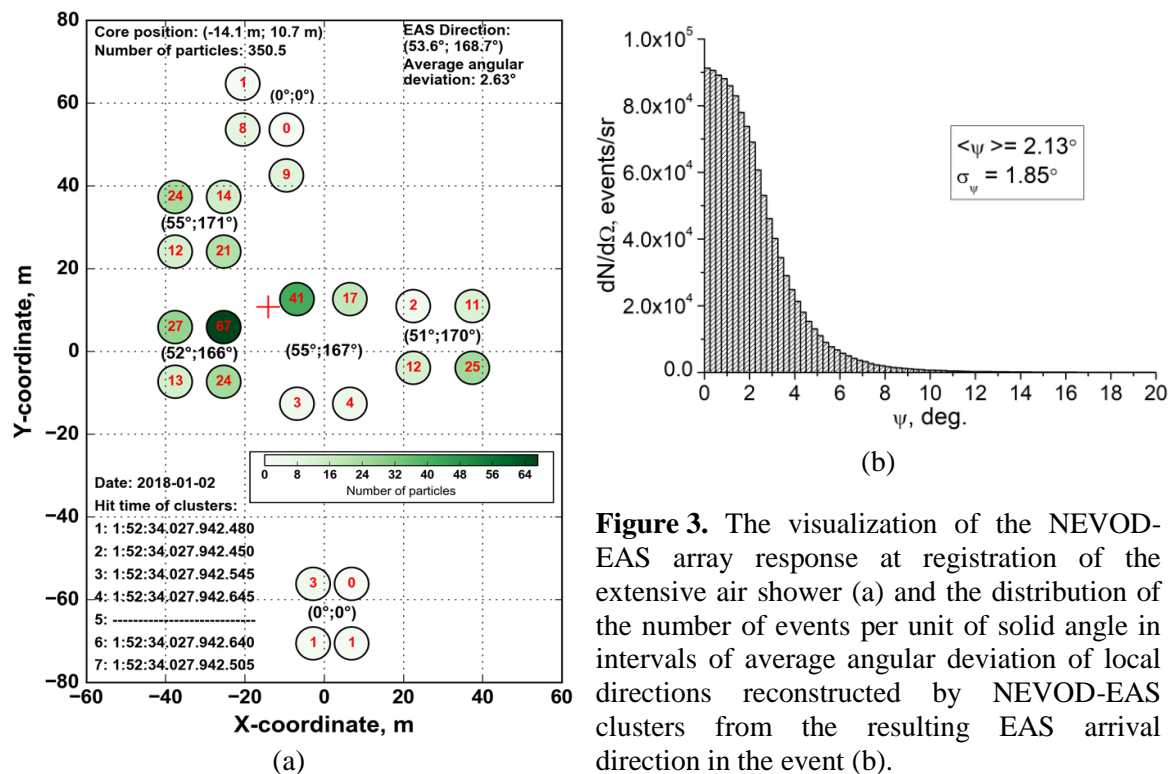 Core position: (-14.1 m; 10.7 m)
Number of particles: 350.5
EAS Direction:
(53.6°; 168.7°)
Average angular
deviation: 2.63°
80
60
40
20
0
−20
−40
−60
−80
Y-coordinate, m
1
(0°;0°)
8 0
9
24 14
(55°;171°)
12 21
41 17 2 11
27 67
(52°;166°) (55°;167°) (51°;170°)
12 25
13 24
3 4
0 8 16 24 32 40 48 56 64
Number of particles
Date: 2018-01-02
Hit time of clusters:
1: 1:52:34.027.942.480
2: 1:52:34.027.942.450
3: 1:52:34.027.942.545
4: 1:52:34.027.942.645
5: --------------------------
6: 1:52:34.027.942.640
7: 1:52:34.027.942.505
3 0
(0°;0°)
1 1
−60 −40 −20 0 20 40 60
X-coordinate, m
(a)
1.0x10⁵
8.0x10⁴
6.0x10⁴
4.0x10⁴
2.0x10⁴
0.0
dN/dΩ, events/sr
<ψ> = 2.13°
σψ = 1.85°
0 2 4 6 8 10 12 14 16 18 20
ψ, deg.
(b)
Figure 3. The visualization of the NEVOD-
EAS array response at registration of the
extensive air shower (a) and the distribution of
the number of events per unit of solid angle in
intervals of average angular deviation of local
directions reconstructed by NEVOD-EAS
clusters from the resulting EAS arrival
direction in the event (b).